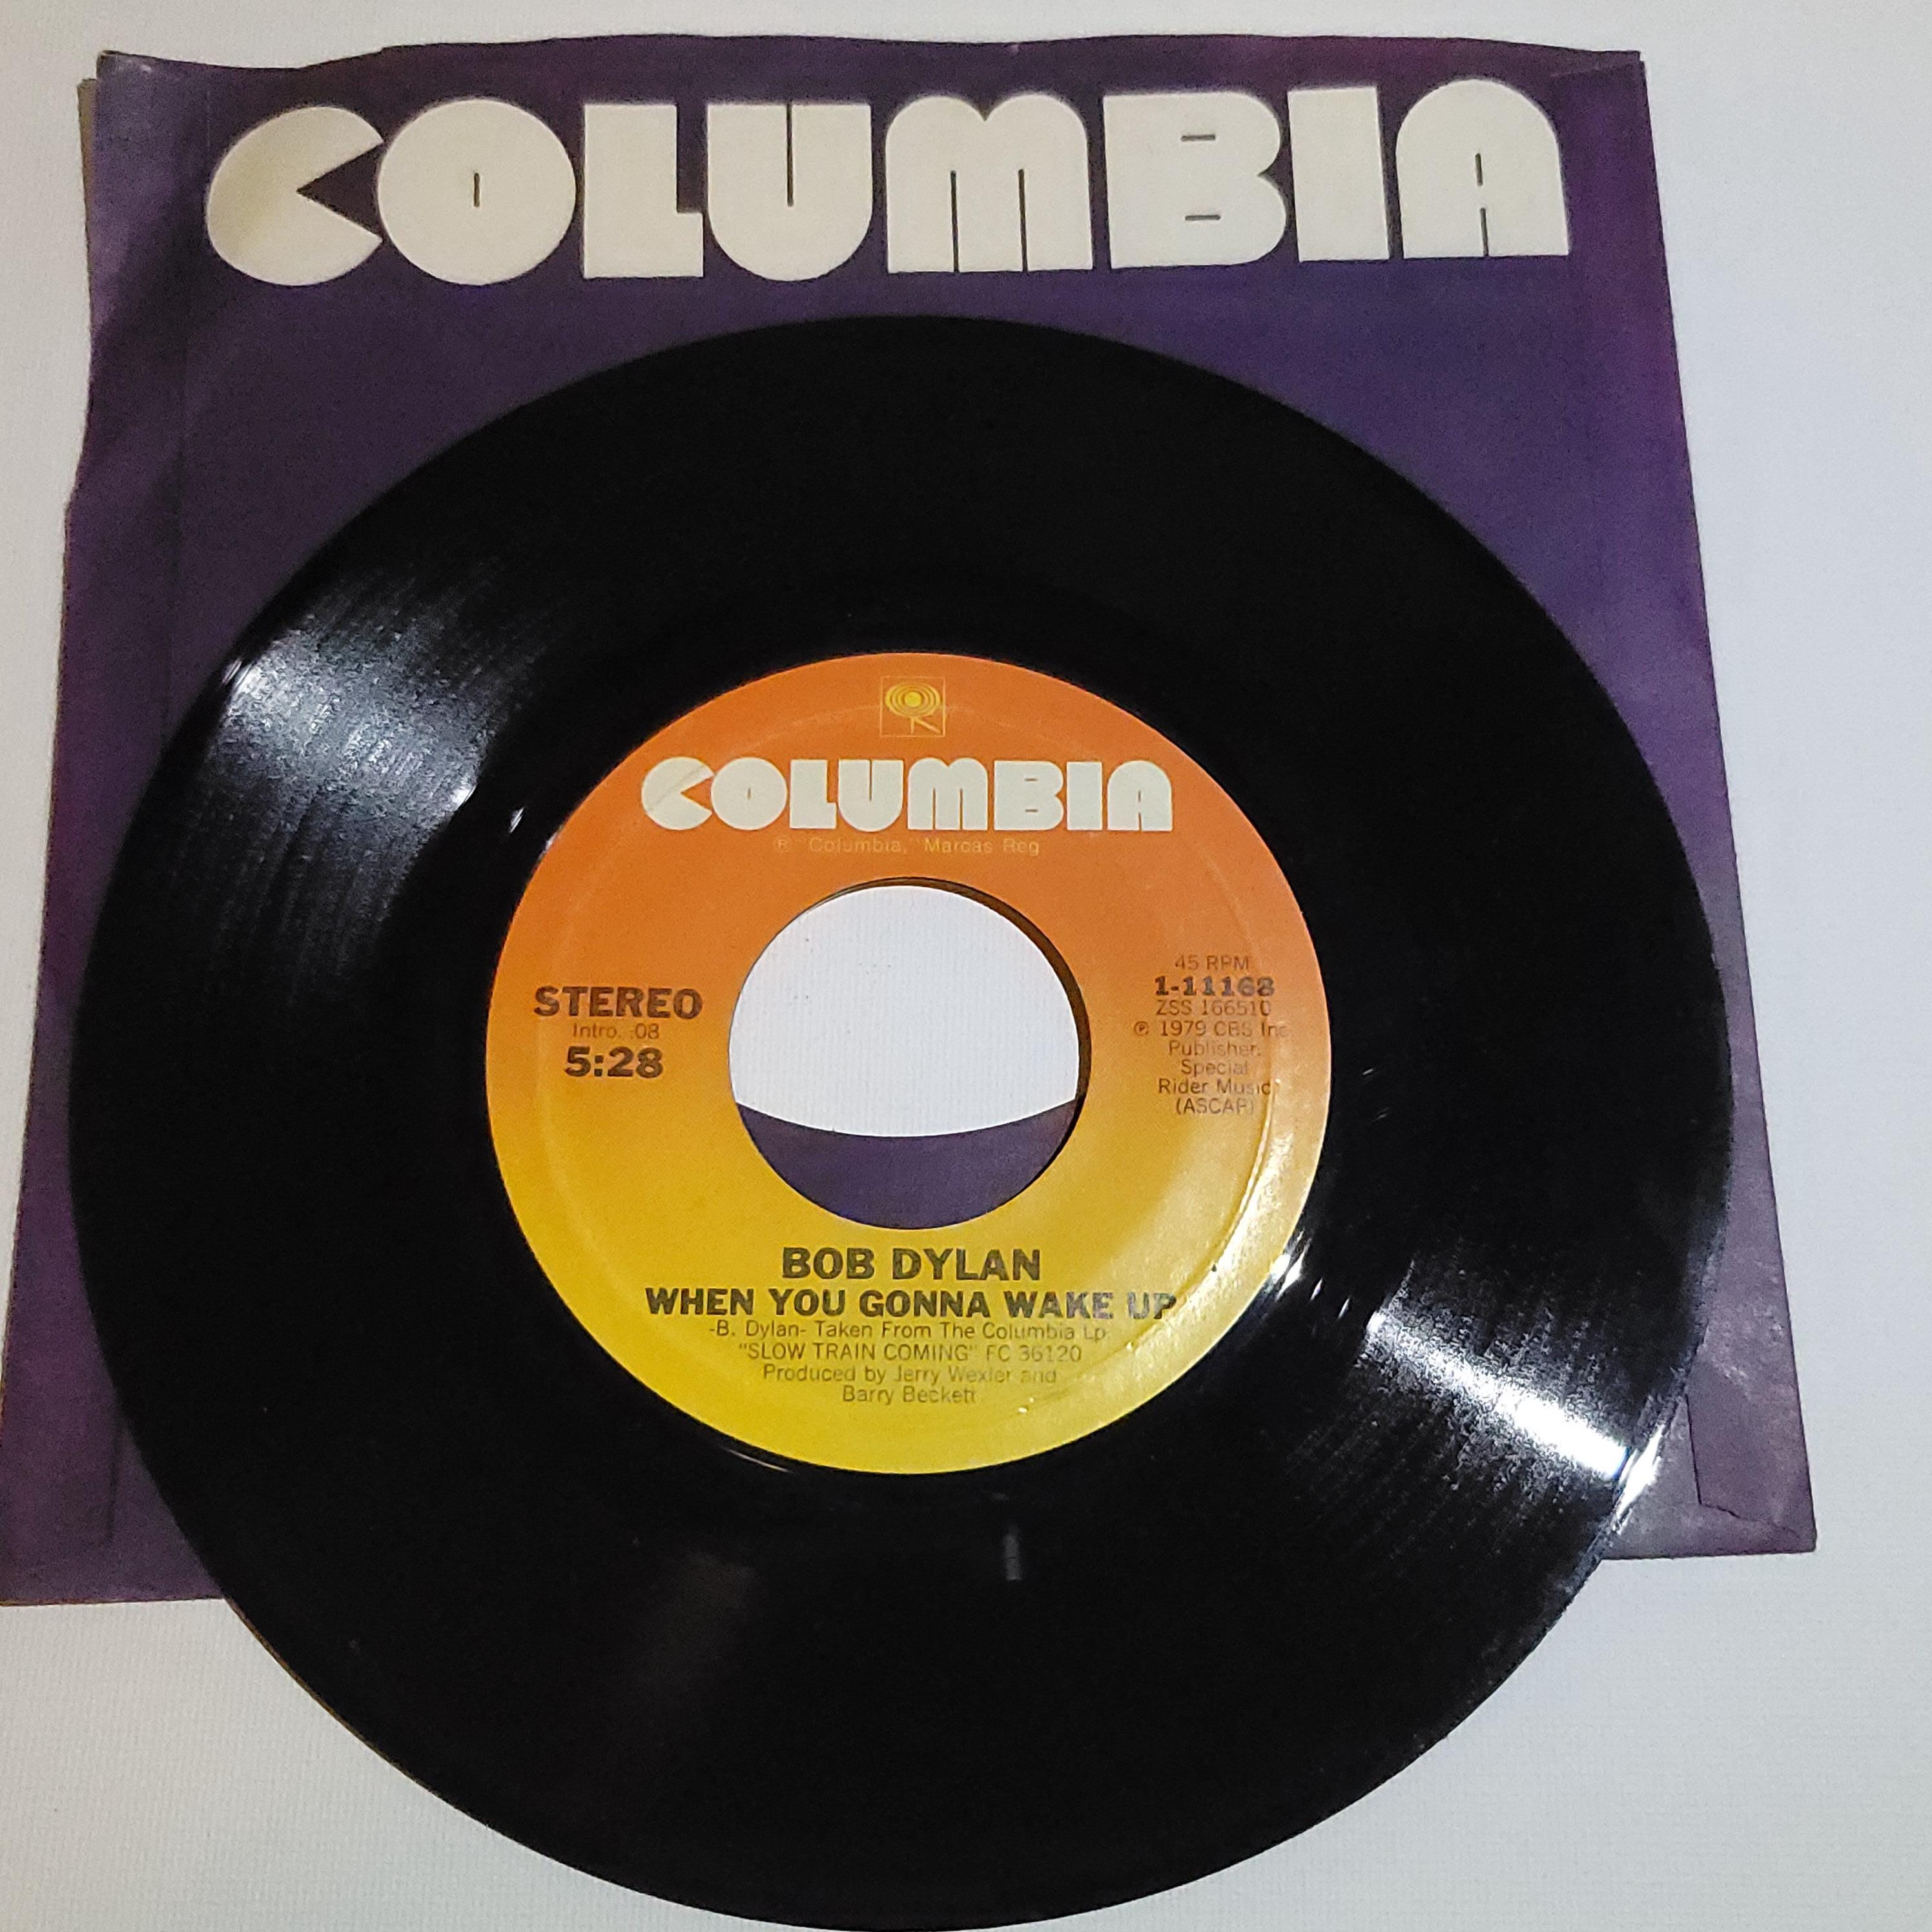 COLUMBIA
COLUMBIA
® "Columbia," Marcas Reg
STEREO
Intro. :08
5:28
45 RPM
1-11168
ZSS 166510
℗ 1979 CBS Inc
Publisher:
Special
Rider Music
(ASCAP)
BOB DYLAN
WHEN YOU GONNA WAKE UP
-B. Dylan- Taken From The Columbia Lp
"SLOW TRAIN COMING" FC 36120
Produced by Jerry Wexler and
Barry Beckett